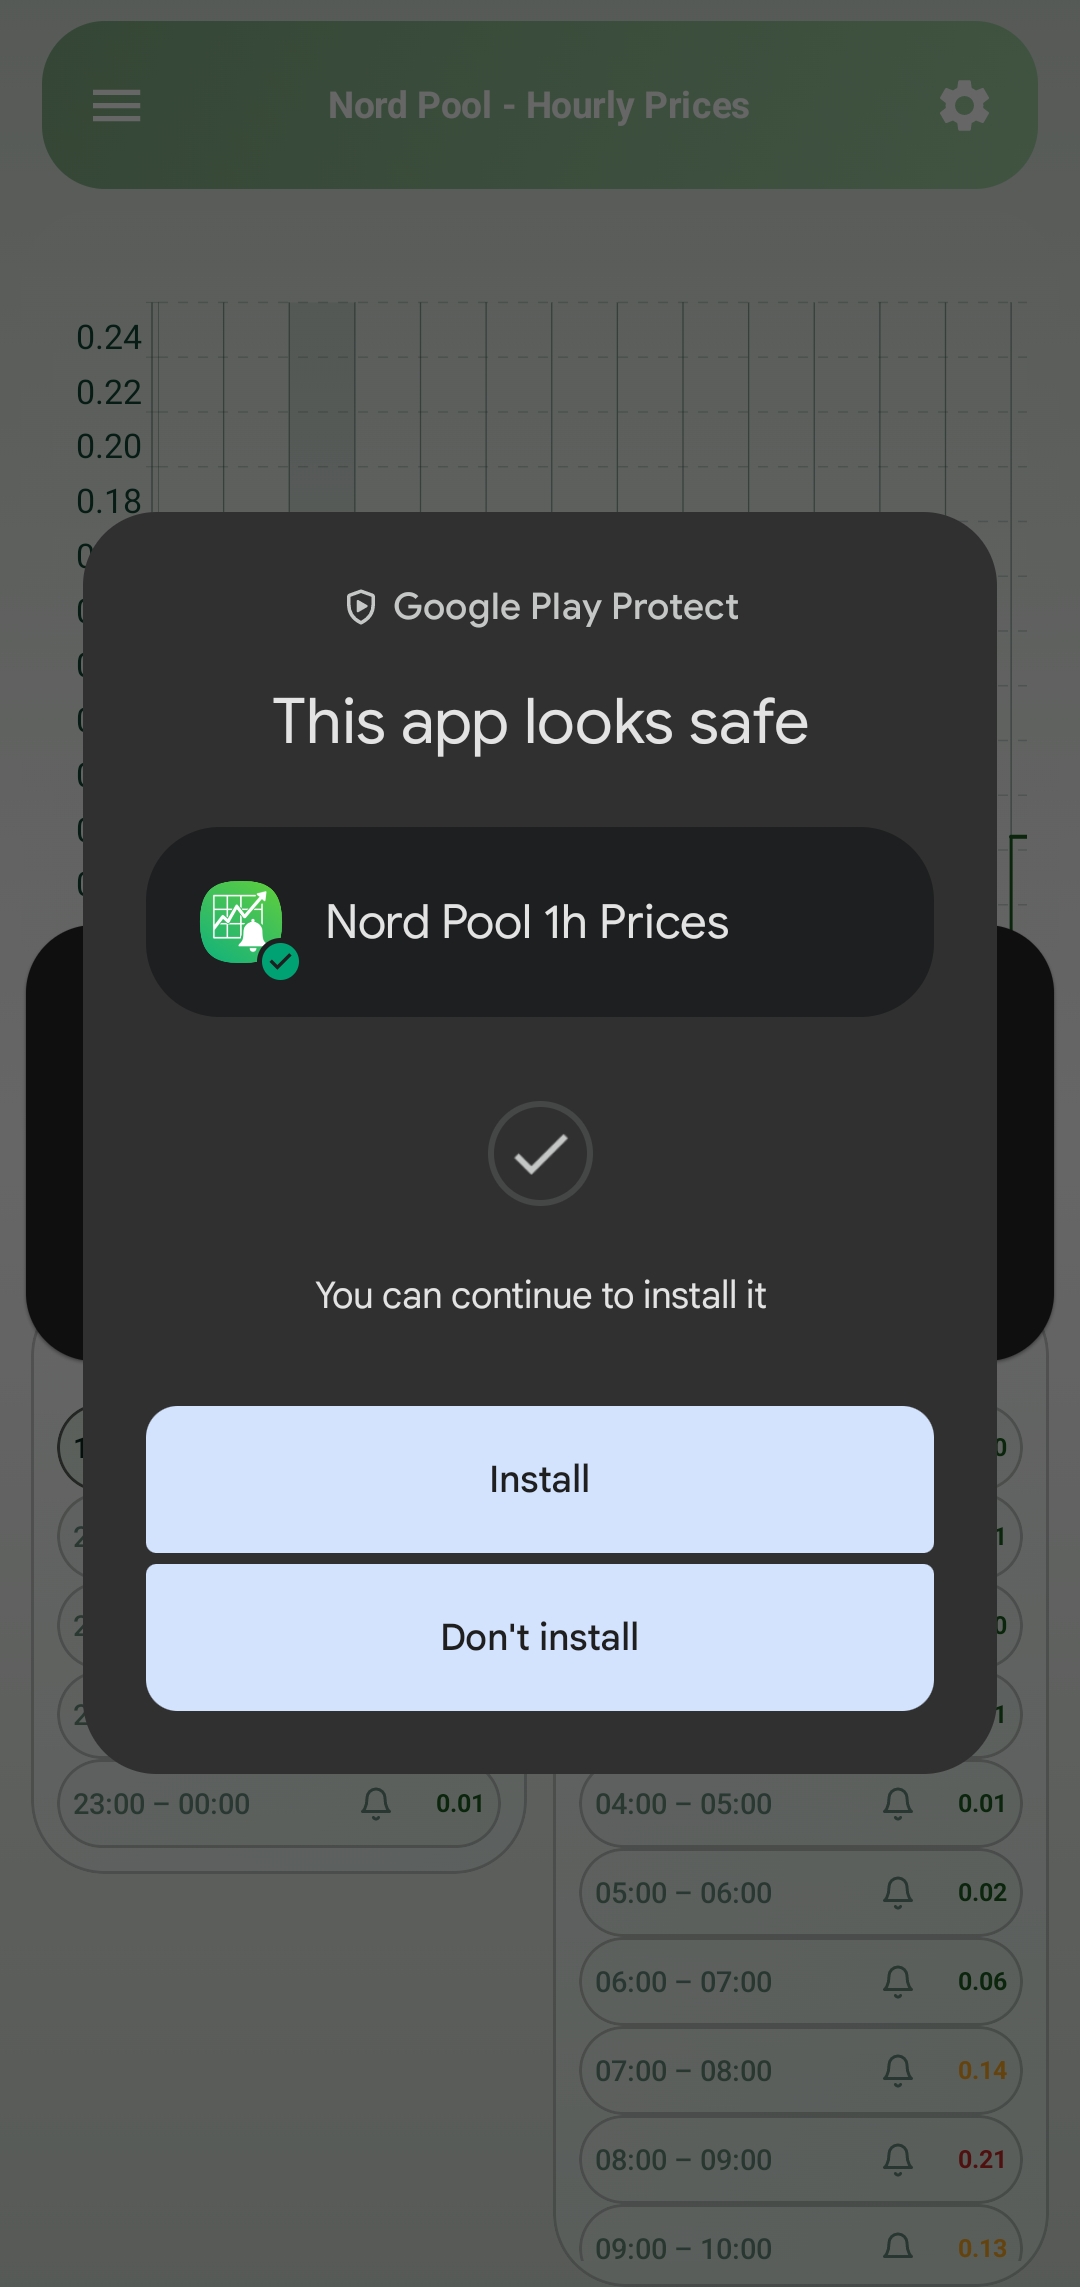 Nord Pool - Hourly Prices
0.24
0.22
0.20
0.18
Google Play Protect
This app looks safe
Nord Pool 1h Prices
You can continue to install it
Install
Don't install
23:00 – 00:00 0.01
04:00 – 05:00 0.01
05:00 – 06:00 0.02
06:00 – 07:00 0.06
07:00 – 08:00 0.14
08:00 – 09:00 0.21
09:00 – 10:00 0.13